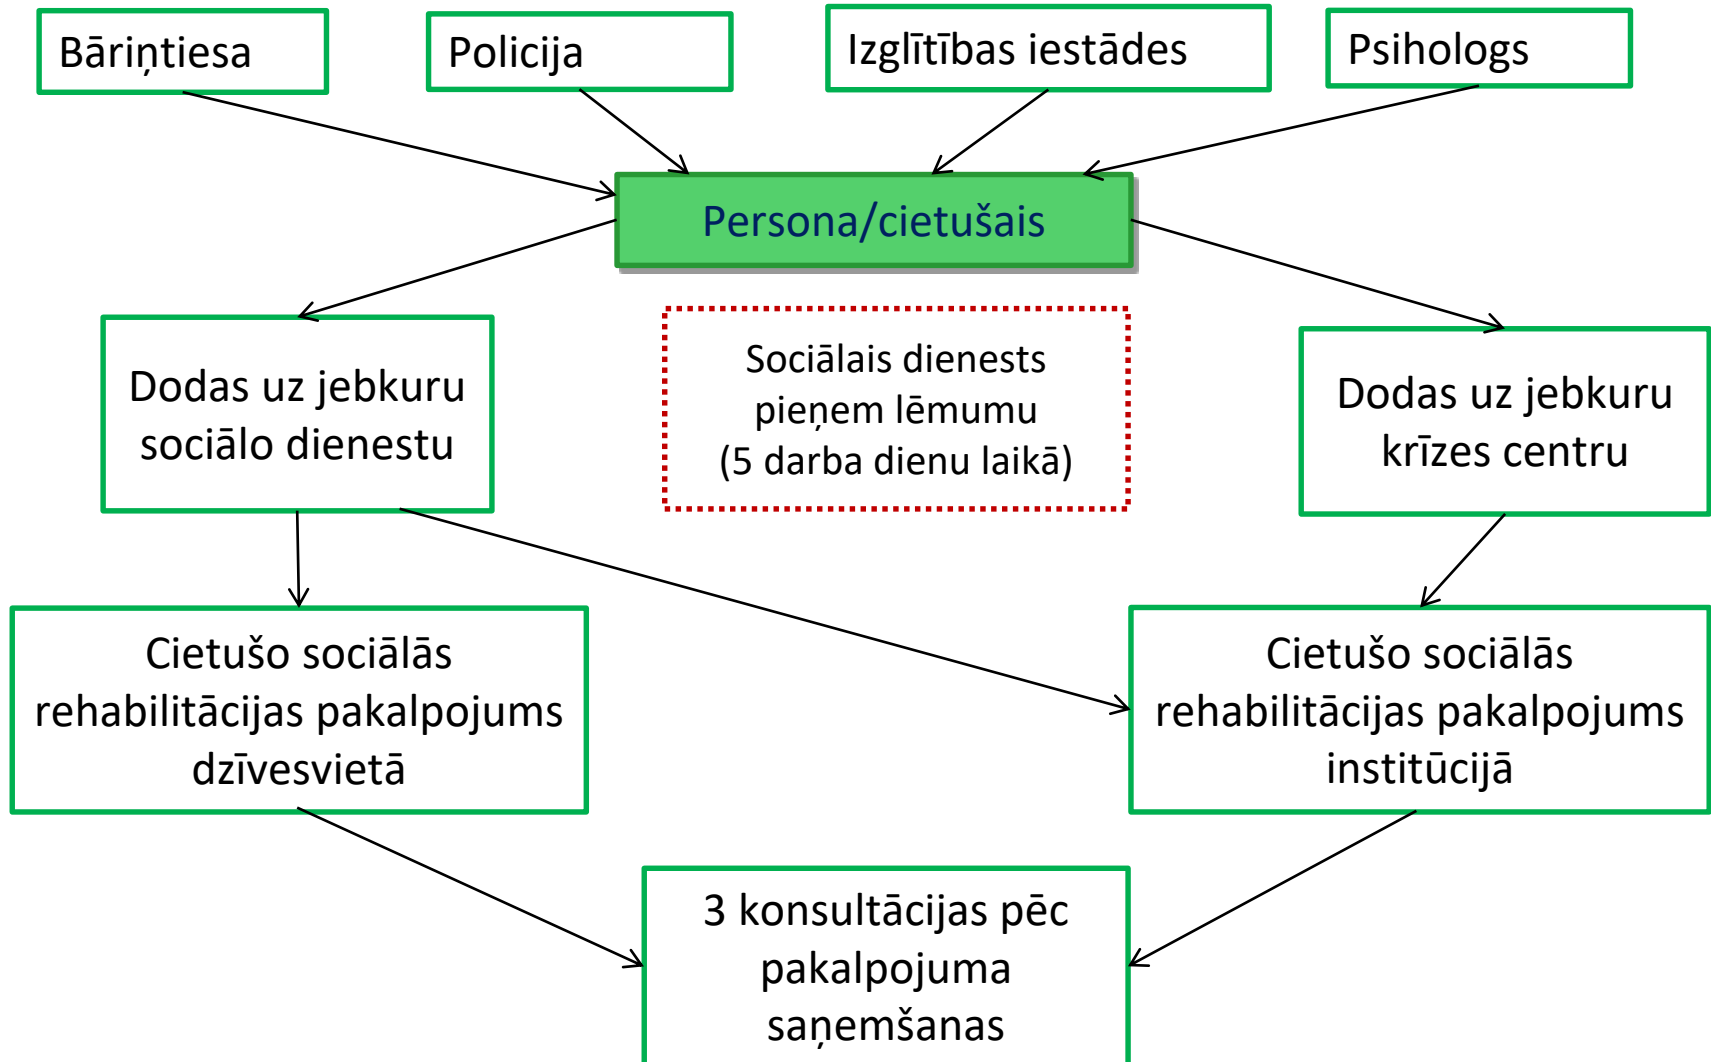 Bāriņtiesa
Policija
Izglītības iestādes
Psihologs
Persona/cietušais
Dodas uz jebkuru
sociālo dienestu
Sociālais dienests
pieņem lēmumu
(5 darba dienu laikā)
Dodas uz jebkuru
krīzes centru
Cietušo sociālās
rehabilitācijas pakalpojums
dzīvesvietā
Cietušo sociālās
rehabilitācijas pakalpojums
institūcijā
3 konsultācijas pēc
pakalpojuma
saņemšanas